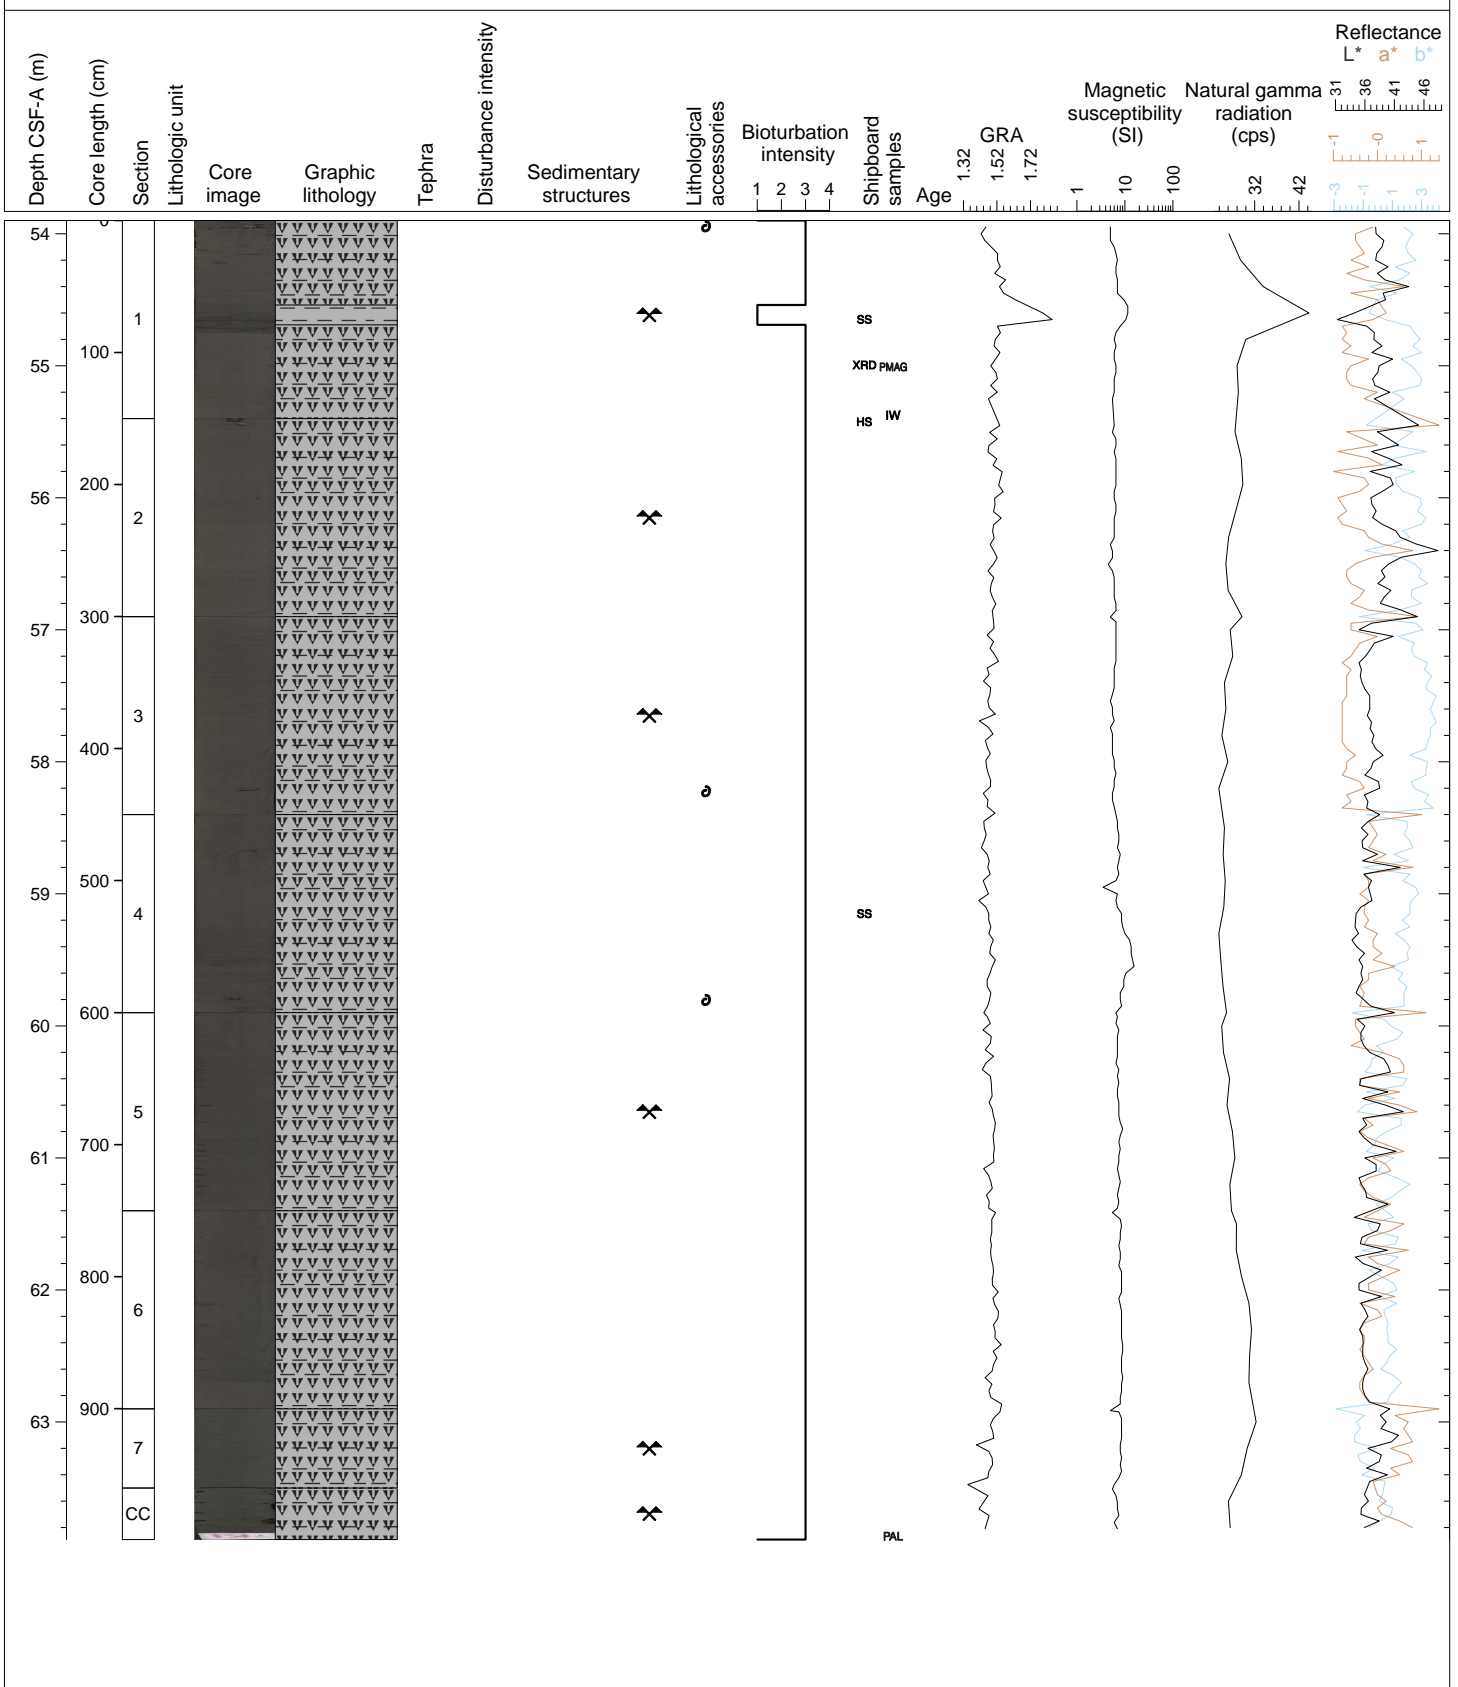 Depth CSF-A (m)
Core length (cm)
Section
Lithologic unit
Core
image
Graphic
lithology
Tephra
Disturbance intensity
Sedimentary
structures
Lithological
accessories
Bioturbation
intensity
1 2 3 4
Shipboard
samples
Age
GRA
1.32 1.52 1.72
Magnetic
susceptibility
(SI)
1 10 100
Natural gamma
radiation
(cps)
32 42
Reflectance
L* a* b*
31 36 41 46
-1 -0 1
-3 -1 1 3
54
55
56
57
58
59
60
61
62
63
0
100
200
300
400
500
600
700
800
900
1
2
3
4
5
6
7
CC
SS
XRD PMAG
IW
HS
SS
PAL